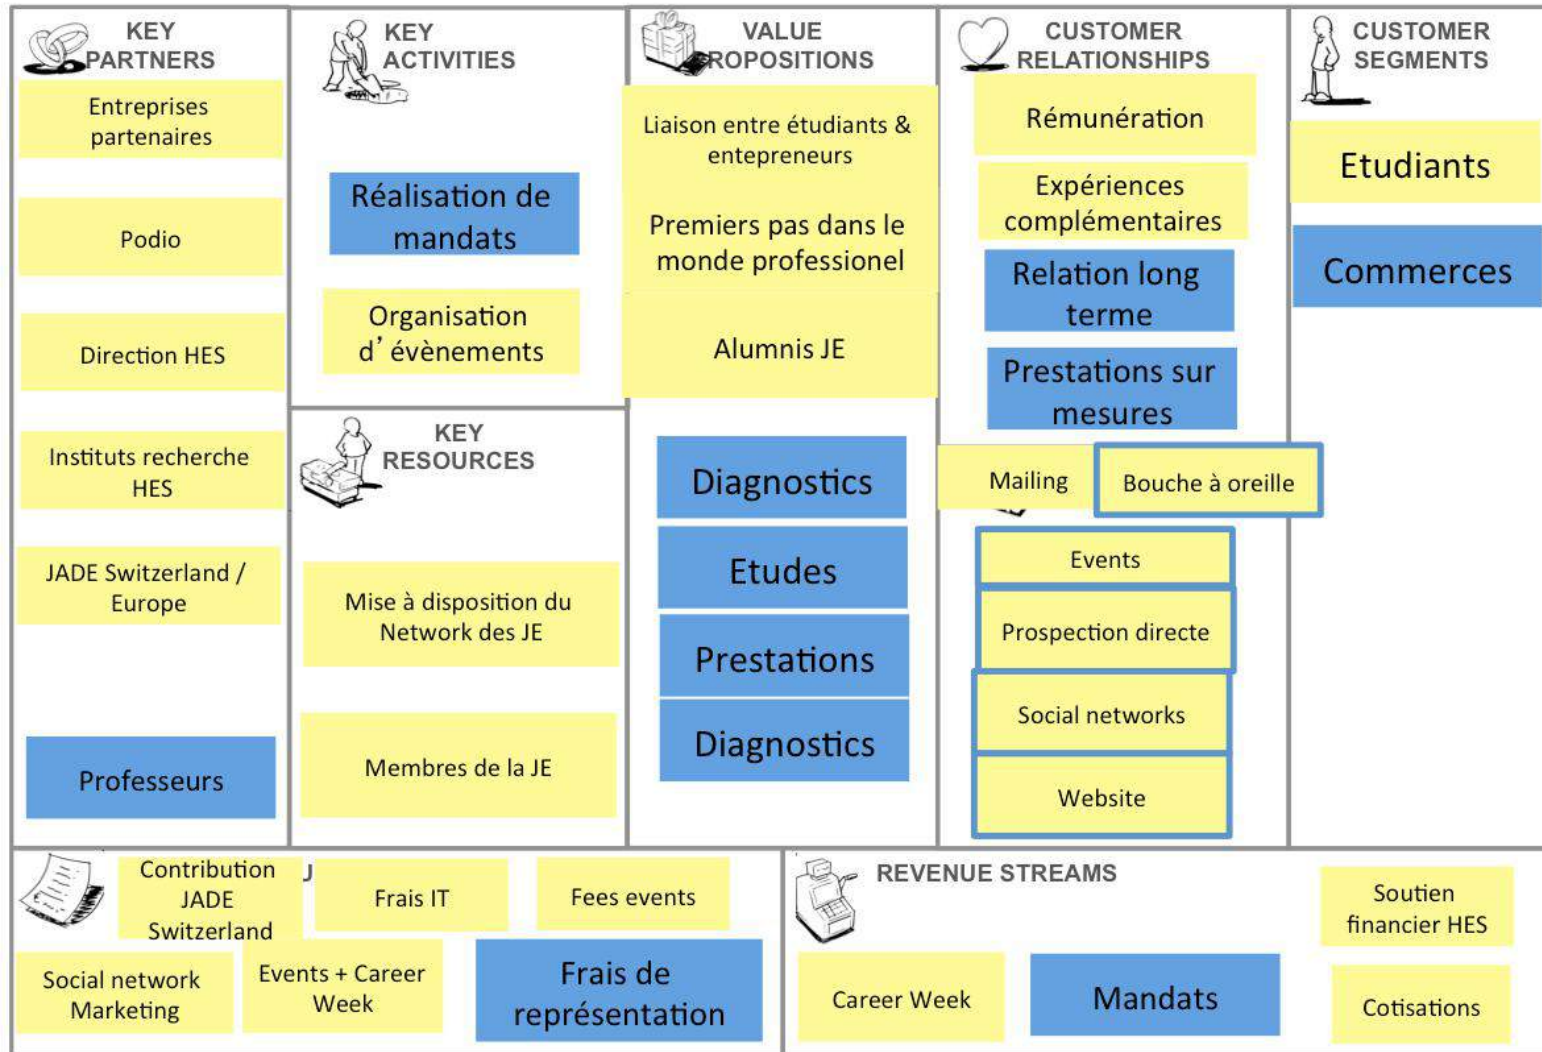 KEY
PARTNERS
Entreprises
partenaires
Podio
Direction HES
Instituts recherche
HES
JADE Switzerland /
Europe
Professeurs
KEY
ACTIVITIES
Réalisation de
mandats
Organisation
d’ évènements
KEY
RESOURCES
Mise à disposition du
Network des JE
Membres de la JE
VALUE
ROPOSITIONS
Liaison entre étudiants &
entepreneurs
Premiers pas dans le
monde professionel
Alumnis JE
Diagnostics
Etudes
Prestations
Diagnostics
CUSTOMER
RELATIONSHIPS
Rémunération
Expériences
complémentaires
Relation long
terme
Prestations sur
mesures
Mailing
Bouche à oreille
Events
Prospection directe
Social networks
Website
CUSTOMER
SEGMENTS
Etudiants
Commerces
Contribution
JADE
Switzerland
Frais IT
Fees events
Social network
Marketing
Events + Career
Week
Frais de
représentation
REVENUE STREAMS
Soutien
financier HES
Career Week
Mandats
Cotisations